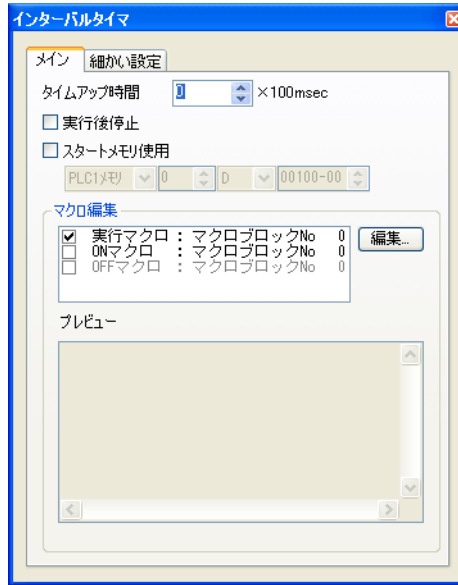 インターバルタイマ
メイン 細かい設定
タイムアップ時間 0 ×100msec
実行後停止
スタートメモリ使用
PLC1メモリ 0 D 00100-00
マクロ編集
実行マクロ : マクロブロックNo 0 編集...
ONマクロ : マクロブロックNo 0
OFFマクロ : マクロブロックNo 0
プレビュー